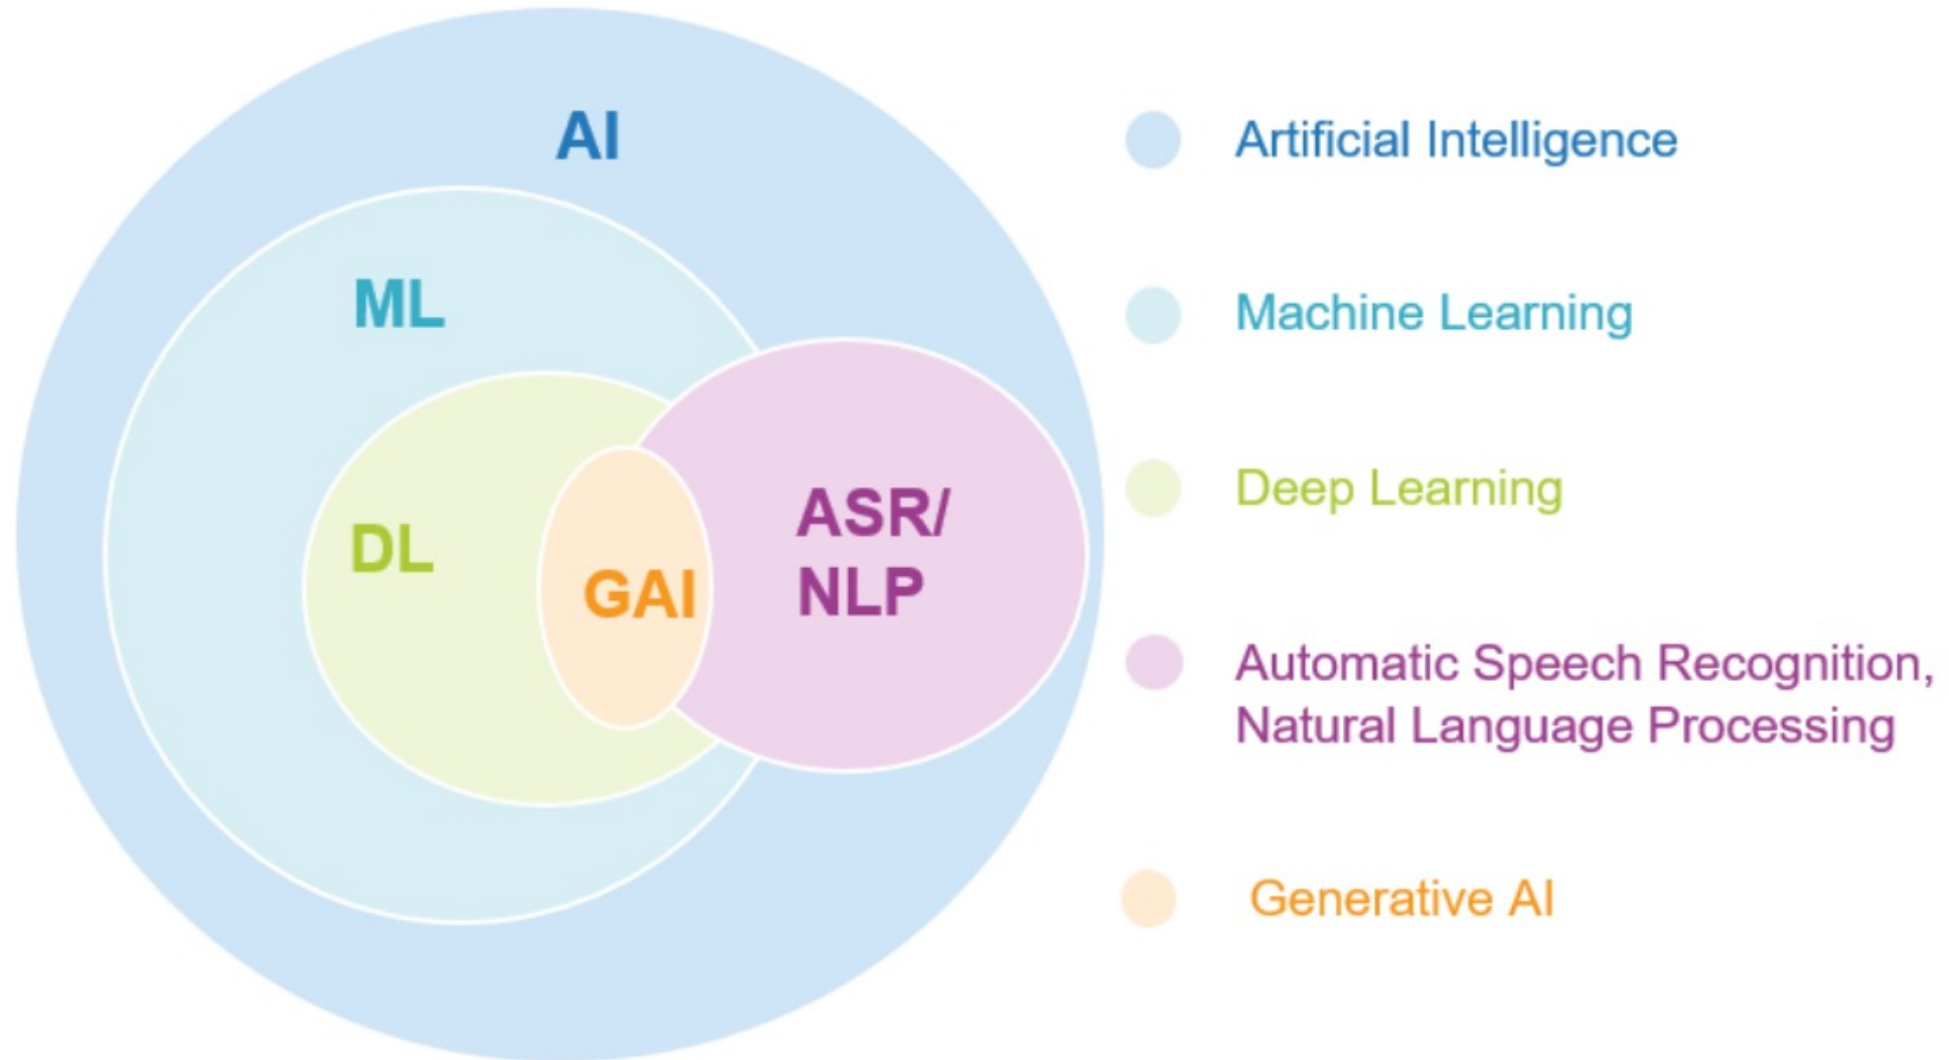 AI
ML
DL
GAI
ASR/
NLP
Artificial Intelligence
Machine Learning
Deep Learning
Automatic Speech Recognition,
Natural Language Processing
Generative AI